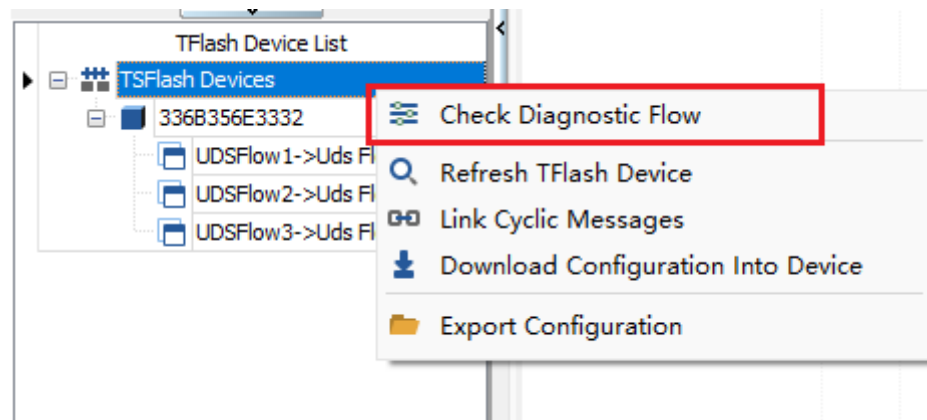 TFlash Device List
TSFlash Devices
336B356E3332
UDSFlow1->Uds Fl
UDSFlow2->Uds Fl
UDSFlow3->Uds Fl
Check Diagnostic Flow
Refresh TFlash Device
Link Cyclic Messages
Download Configuration Into Device
Export Configuration